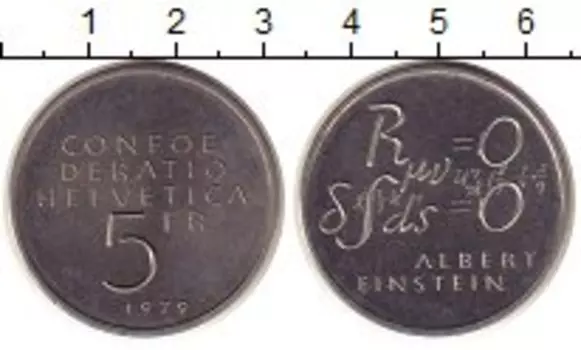 1 2 3 4 5 6
CONFOE
DERATIO
HELVETICA
5 FR
1979
Rμν = 0
δ∫ds = 0
ALBERT
EINSTEIN